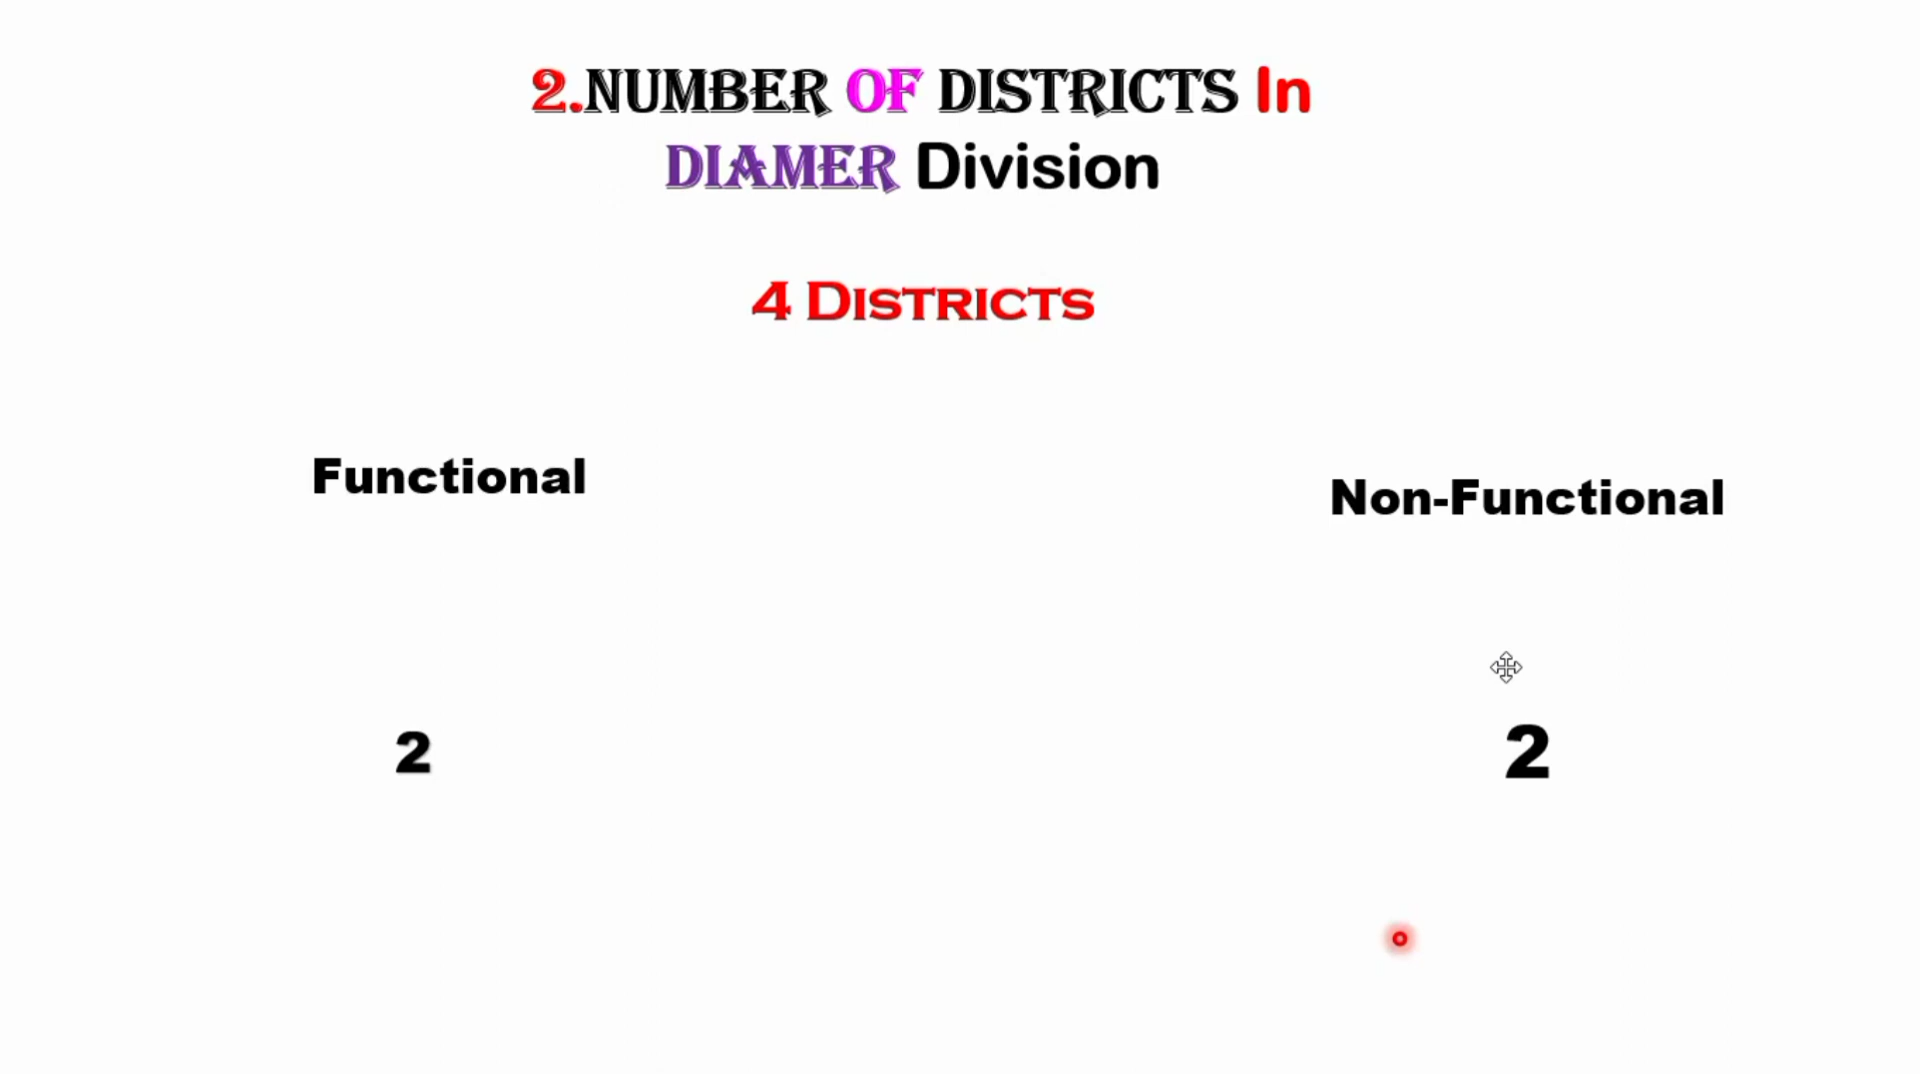 2.NUMBER OF DISTRICTS In
DIAMER Division
4 DISTRICTS
Functional
Non-Functional
2
2